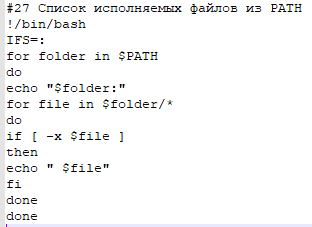 #27 Список исполняемых файлов из PATH
!/bin/bash
IFS=:
for folder in $PATH
do
echo "$folder:"
for file in $folder/*
do
if [ -x $file ]
then
echo " $file"
fi
done
done